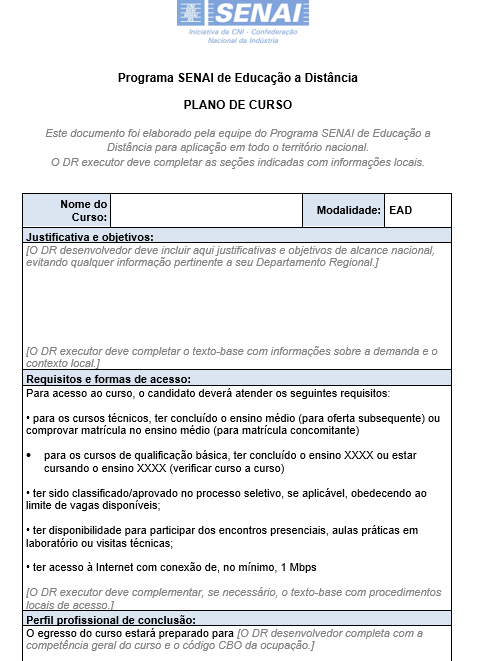 SENAI
Iniciativa da CNI - Confederação
Nacional da Indústria
Programa SENAI de Educação a Distância
PLANO DE CURSO
Este documento foi elaborado pela equipe do Programa SENAI de Educação a
Distância para aplicação em todo o território nacional.
O DR executor deve completar as seções indicadas com informações locais.
Nome do
Curso:
Modalidade: EAD
Justificativa e objetivos:
[O DR desenvolvedor deve incluir aqui justificativas e objetivos de alcance nacional,
evitando qualquer informação pertinente a seu Departamento Regional.]
[O DR executor deve completar o texto-base com informações sobre a demanda e o
contexto local.]
Requisitos e formas de acesso:
Para acesso ao curso, o candidato deverá atender os seguintes requisitos:
• para os cursos técnicos, ter concluído o ensino médio (para oferta subsequente) ou
comprovar matrícula no ensino médio (para matrícula concomitante)
• para os cursos de qualificação básica, ter concluído o ensino XXXX ou estar
cursando o ensino XXXX (verificar curso a curso)
• ter sido classificado/aprovado no processo seletivo, se aplicável, obedecendo ao
limite de vagas disponíveis;
• ter disponibilidade para participar dos encontros presenciais, aulas práticas em
laboratório ou visitas técnicas;
• ter acesso à Internet com conexão de, no mínimo, 1 Mbps
[O DR executor deve complementar, se necessário, o texto-base com procedimentos
locais de acesso.]
Perfil profissional de conclusão:
O egresso do curso estará preparado para [O DR desenvolvedor completa com a
competência geral do curso e o código CBO da ocupação.]